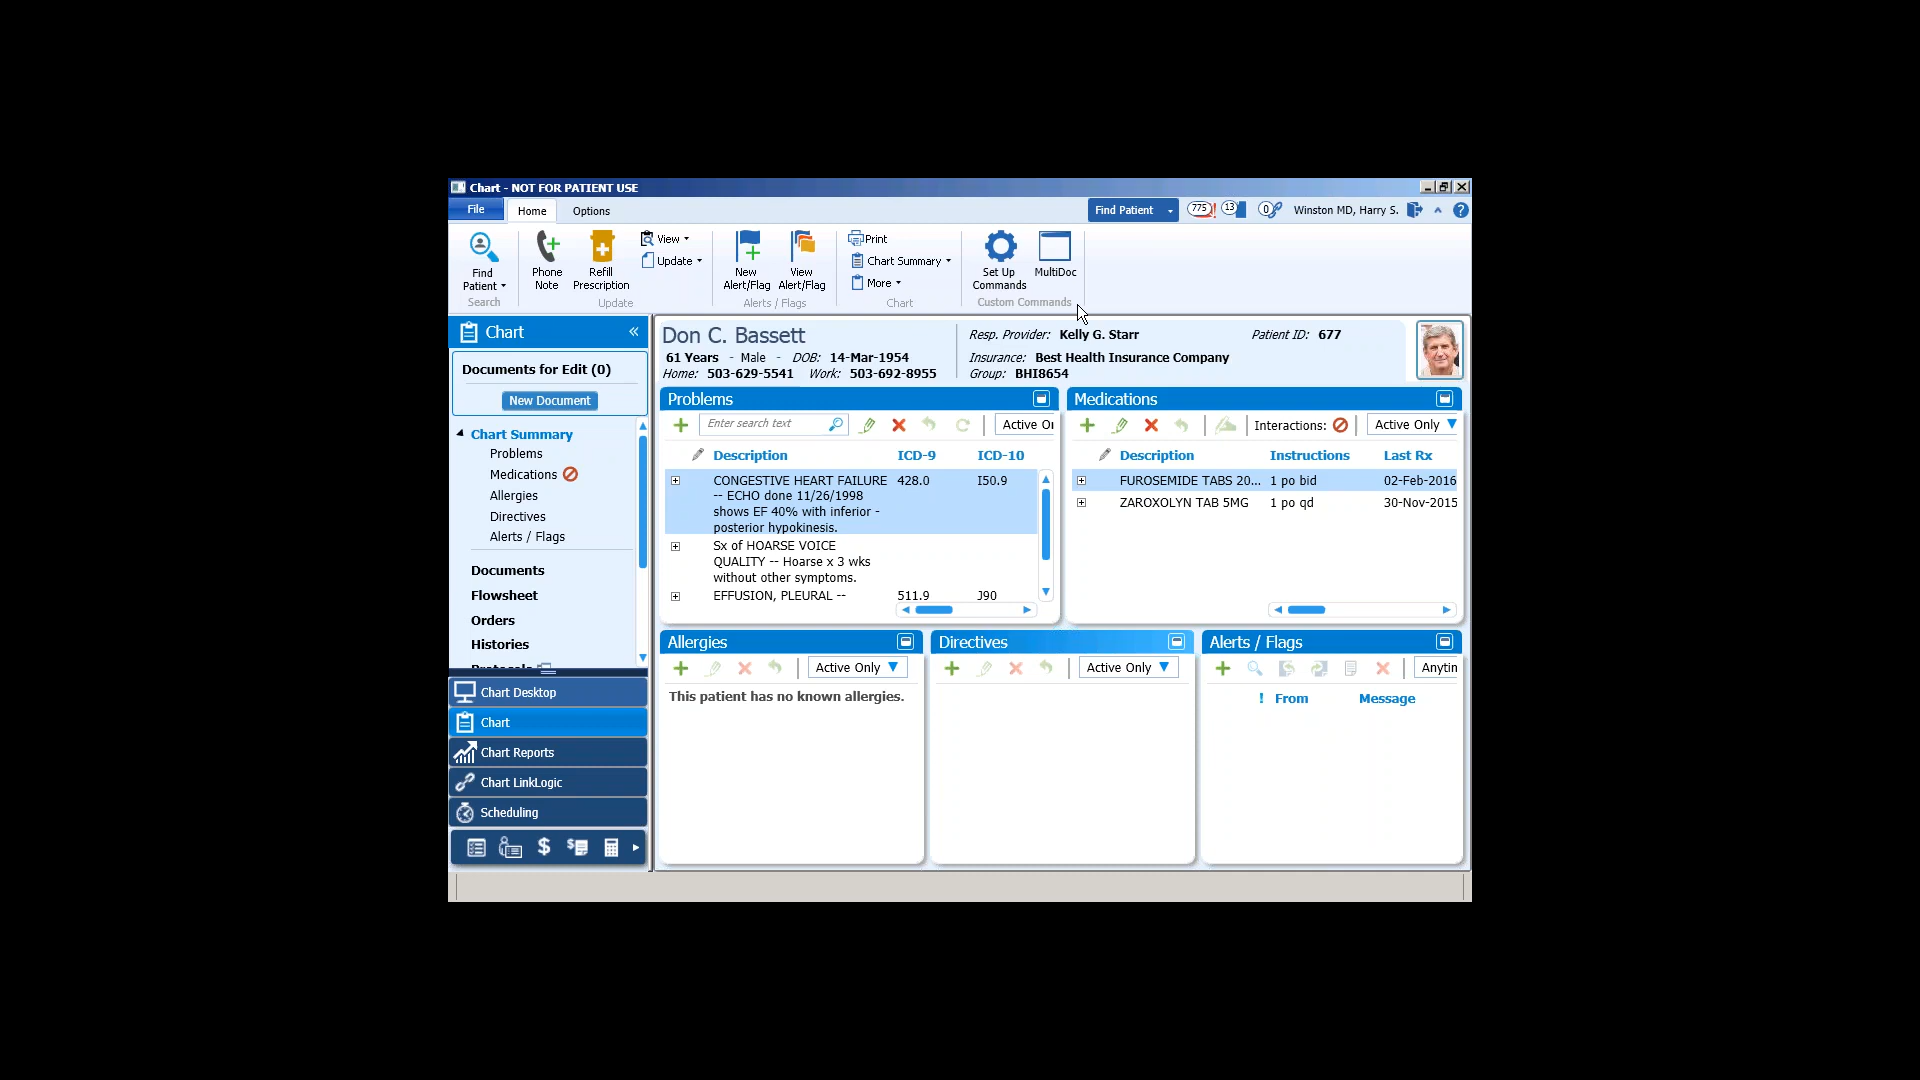 Chart - NOT FOR PATIENT USE
File Home Options Find Patient 775 ! 13 0 Winston MD, Harry S. ?
Find Patient
Search
Phone Note
Refill Prescription
View
Update
Update
New Alert/Flag
View Alert/Flag
Alerts / Flags
Print
Chart Summary
More
Chart
Set Up Commands
MultiDoc
Custom Commands
Chart «
Documents for Edit (0)
New Document
Chart Summary
Problems
Medications
Allergies
Directives
Alerts / Flags
Documents
Flowsheet
Orders
Histories
Chart Desktop
Chart
Chart Reports
Chart LinkLogic
Scheduling
Don C. Bassett
61 Years - Male - DOB: 14-Mar-1954
Home: 503-629-5541 Work: 503-692-8955
Resp. Provider: Kelly G. Starr Patient ID: 677
Insurance: Best Health Insurance Company
Group: BHI8654
Problems
Enter search text Active Or
Description ICD-9 ICD-10
CONGESTIVE HEART FAILURE 428.0 I50.9
-- ECHO done 11/26/1998
shows EF 40% with inferior -
posterior hypokinesis.
Sx of HOARSE VOICE
QUALITY -- Hoarse x 3 wks
without other symptoms.
EFFUSION, PLEURAL -- 511.9 J90
Medications
Interactions: Active Only
Description Instructions Last Rx
FUROSEMIDE TABS 20... 1 po bid 02-Feb-2016
ZAROXOLYN TAB 5MG 1 po qd 30-Nov-2015
Allergies
Active Only
This patient has no known allergies.
Directives
Active Only
Alerts / Flags
Anytin
! From Message